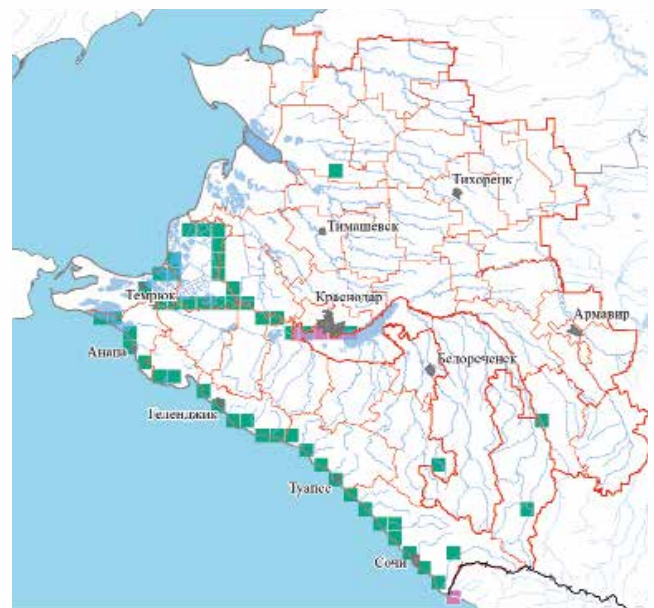 Тихорецк
Тимашевск
Темрюк
Краснодар
Армавир
Анапа
Белореченск
Геленджик
Туапсе
Сочи